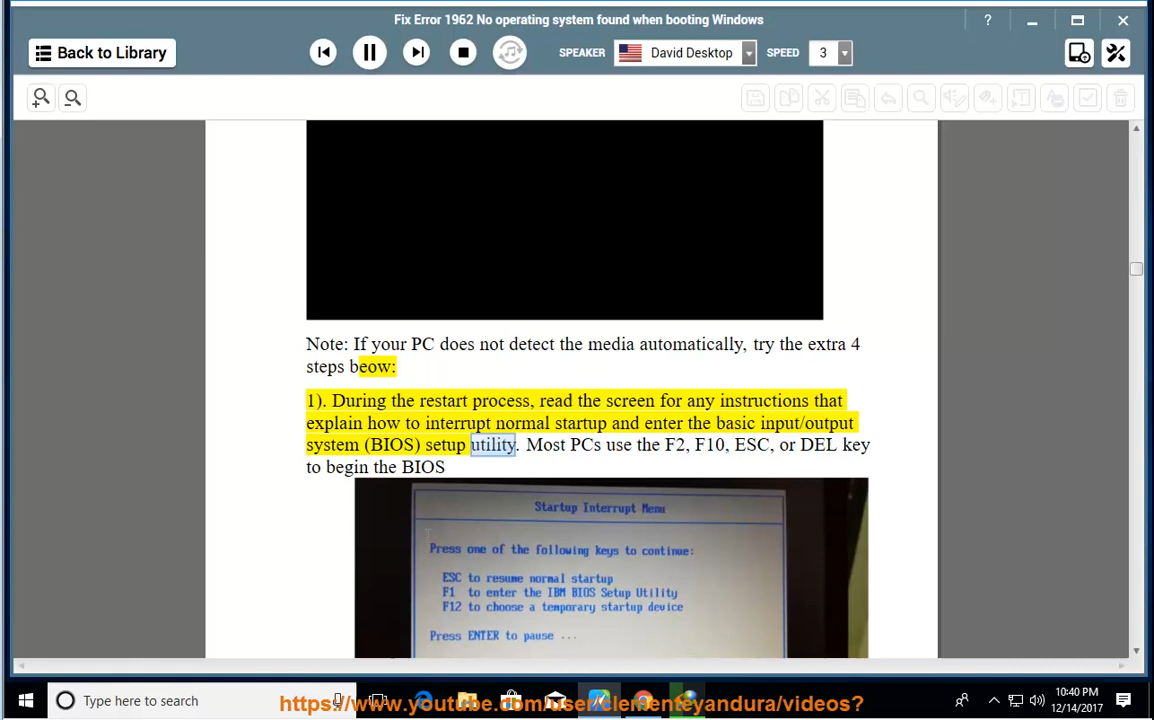 Fix Error 1962 No operating system found when booting Windows
?
Back to Library
SPEAKER David Desktop SPEED 3
Note: If your PC does not detect the media automatically, try the extra 4
steps beow:
1). During the restart process, read the screen for any instructions that
explain how to interrupt normal startup and enter the basic input/output
system (BIOS) setup utility. Most PCs use the F2, F10, ESC, or DEL key
to begin the BIOS
Startup Interrupt Menu
Press one of the following keys to continue:
ESC to resume normal startup
F1 to enter the IBM BIOS Setup Utility
F12 to choose a temporary startup device
Press ENTER to pause ...
Type here to search
https://www.youtube.com/user/clementeyandura/videos?
10:40 PM
12/14/2017